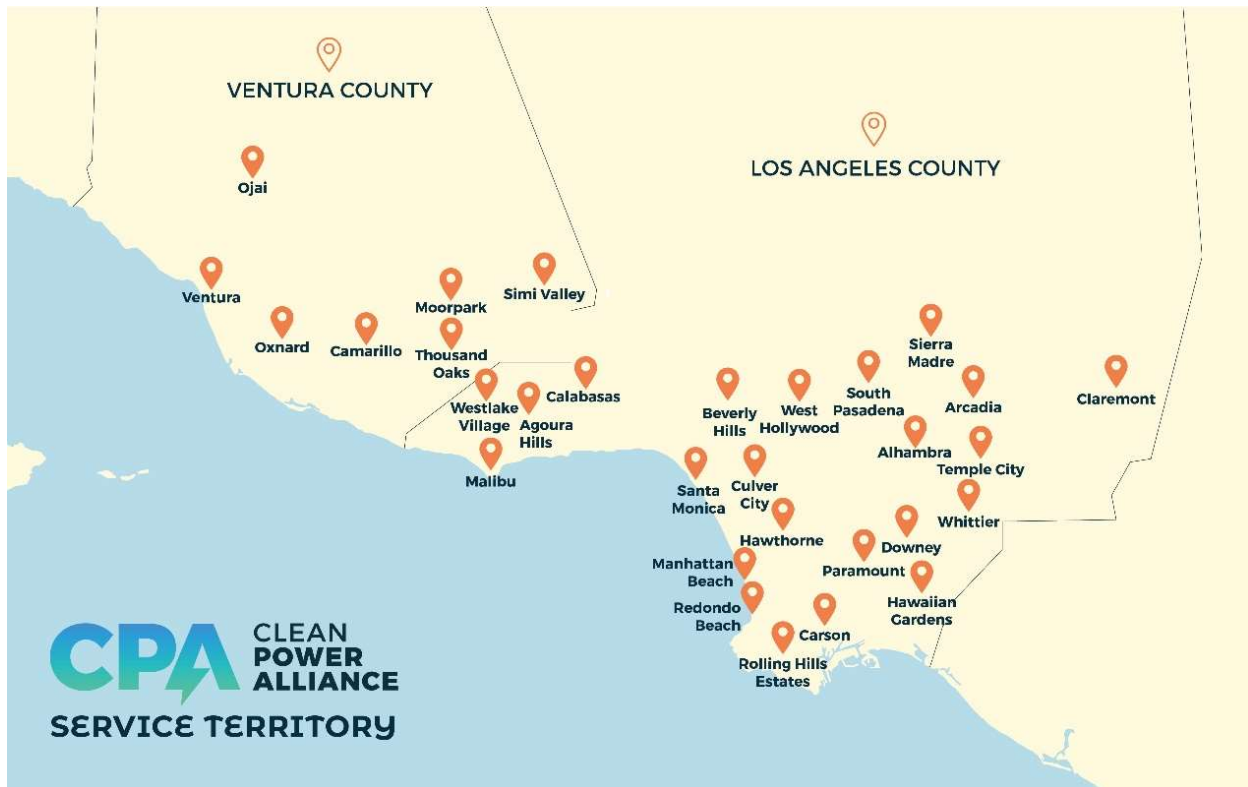 VENTURA COUNTY
LOS ANGELES COUNTY
Ojai
Ventura
Oxnard
Camarillo
Moorpark
Thousand
Oaks
Simi Valley
Westlake
Village
Agoura
Hills
Calabasas
Malibu
Beverly
Hills
West
Hollywood
South
Pasadena
Sierra
Madre
Arcadia
Claremont
Alhambra
Temple City
Santa
Monica
Culver
City
Whittier
Hawthorne
Downey
Manhattan
Beach
Paramount
Redondo
Beach
Hawaiian
Gardens
Carson
Rolling Hills
Estates
CPA
CLEAN
POWER
ALLIANCE
SERVICE TERRITORY